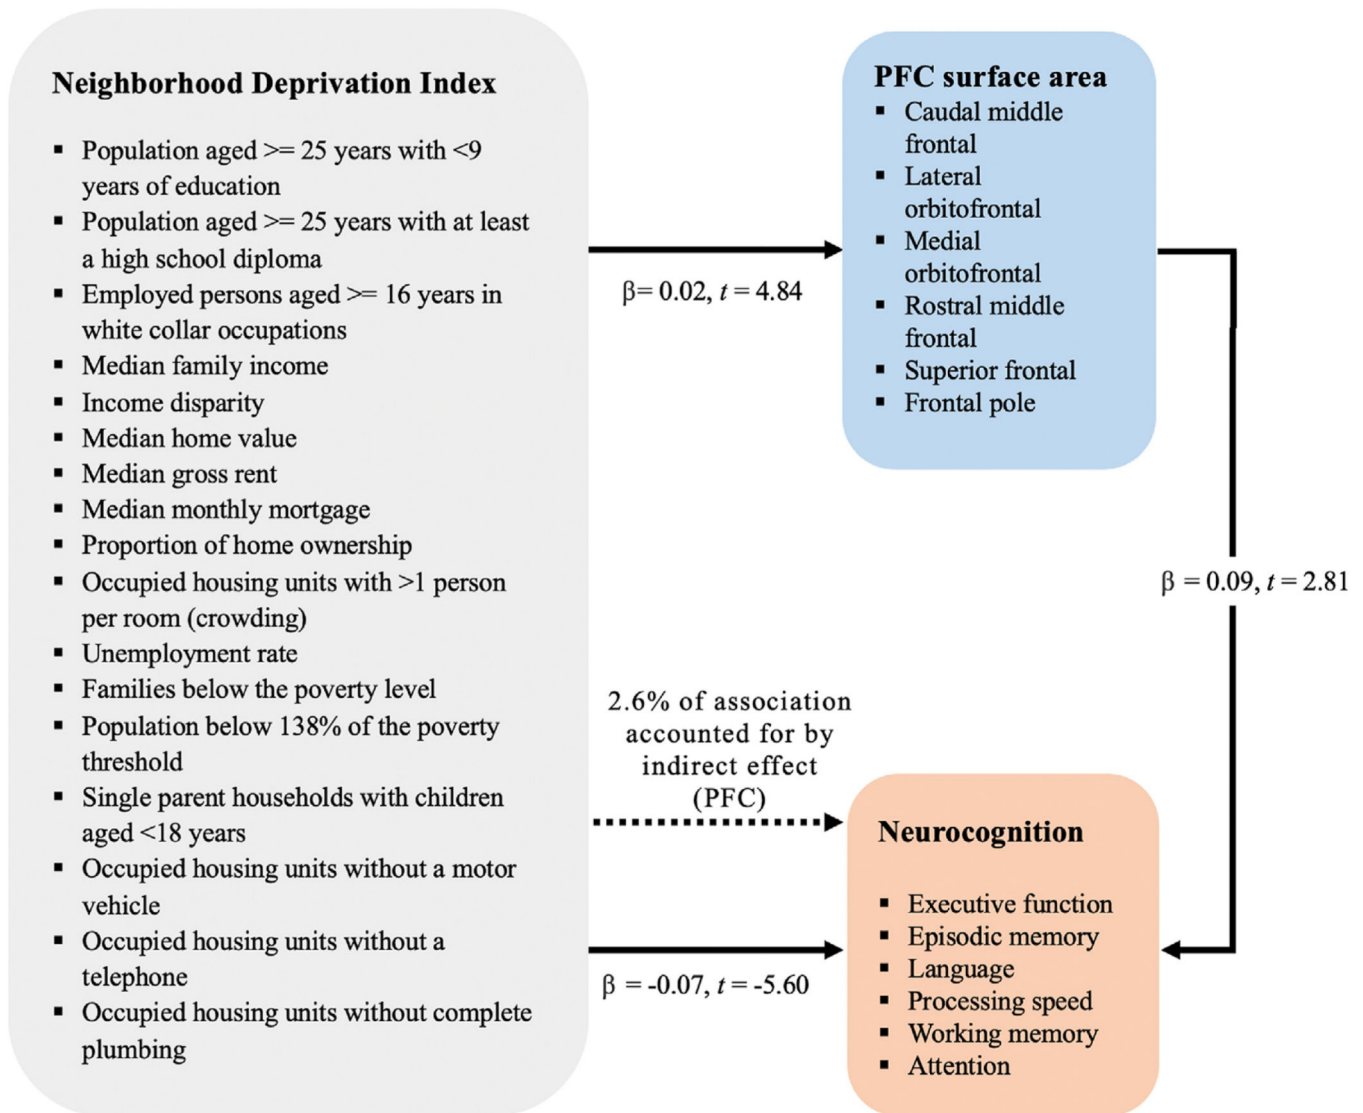 Neighborhood Deprivation Index
▪ Population aged >= 25 years with <9
years of education
▪ Population aged >= 25 years with at least
a high school diploma
▪ Employed persons aged >= 16 years in
white collar occupations
▪ Median family income
▪ Income disparity
▪ Median home value
▪ Median gross rent
▪ Median monthly mortgage
▪ Proportion of home ownership
▪ Occupied housing units with >1 person
per room (crowding)
▪ Unemployment rate
▪ Families below the poverty level
▪ Population below 138% of the poverty
threshold
▪ Single parent households with children
aged <18 years
▪ Occupied housing units without a motor
vehicle
▪ Occupied housing units without a
telephone
▪ Occupied housing units without complete
plumbing
β= 0.02, t = 4.84
PFC surface area
▪ Caudal middle
frontal
▪ Lateral
orbitofrontal
▪ Medial
orbitofrontal
▪ Rostral middle
frontal
▪ Superior frontal
▪ Frontal pole
β = 0.09, t = 2.81
2.6% of association
accounted for by
indirect effect
(PFC)
β = -0.07, t = -5.60
Neurocognition
▪ Executive function
▪ Episodic memory
▪ Language
▪ Processing speed
▪ Working memory
▪ Attention